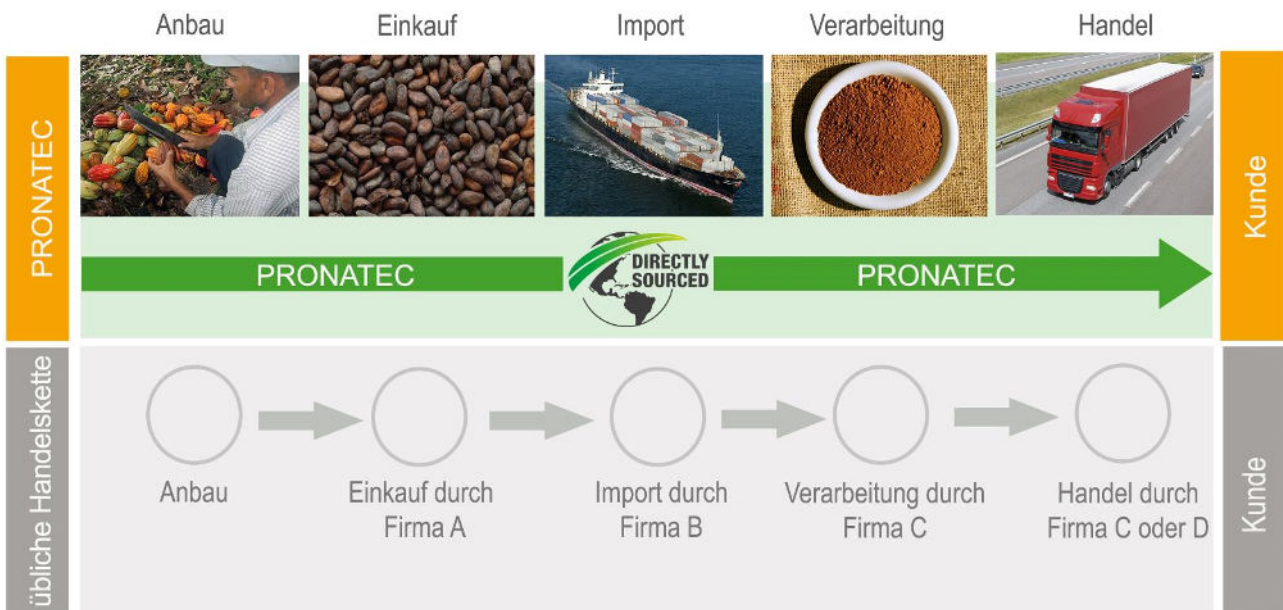 Anbau
Einkauf
Import
Verarbeitung
Handel
PRONATEC
Kunde
PRONATEC
DIRECTLY
SOURCED
PRONATEC
übliche Handelskette
Kunde
Anbau
Einkauf durch
Firma A
Import durch
Firma B
Verarbeitung durch
Firma C
Handel durch
Firma C oder D